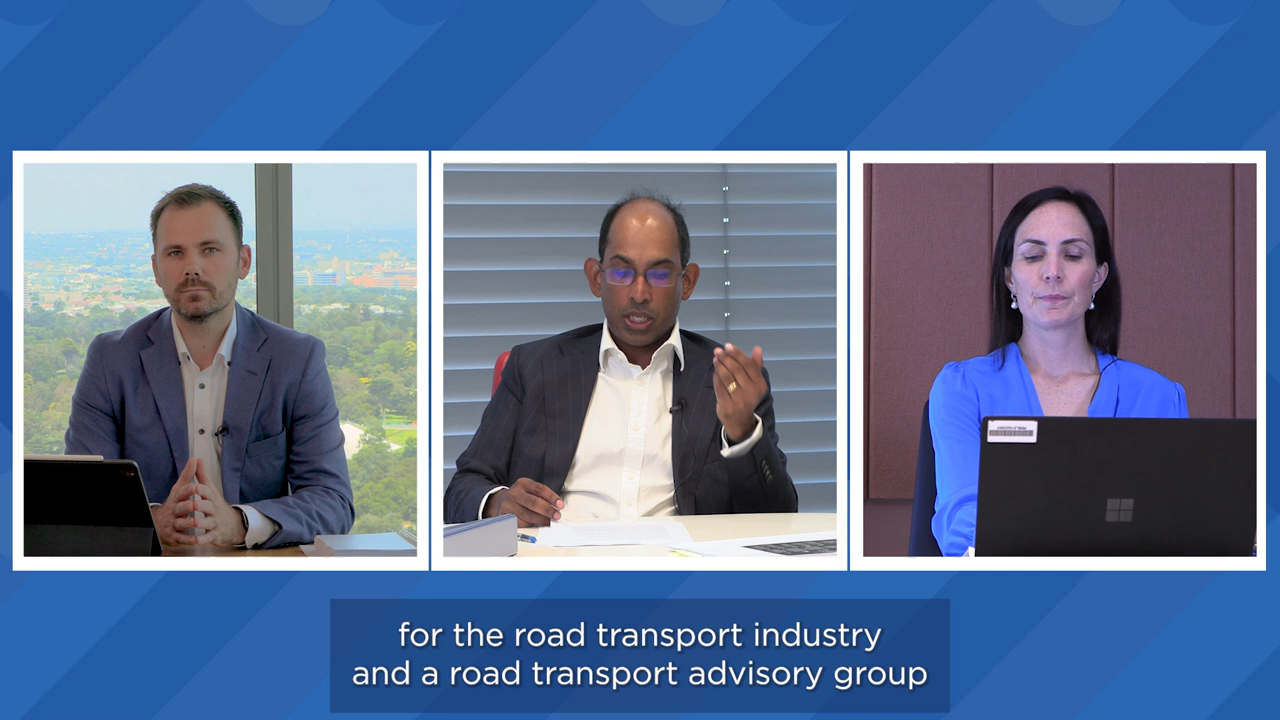 for the road transport industry
and a road transport advisory group